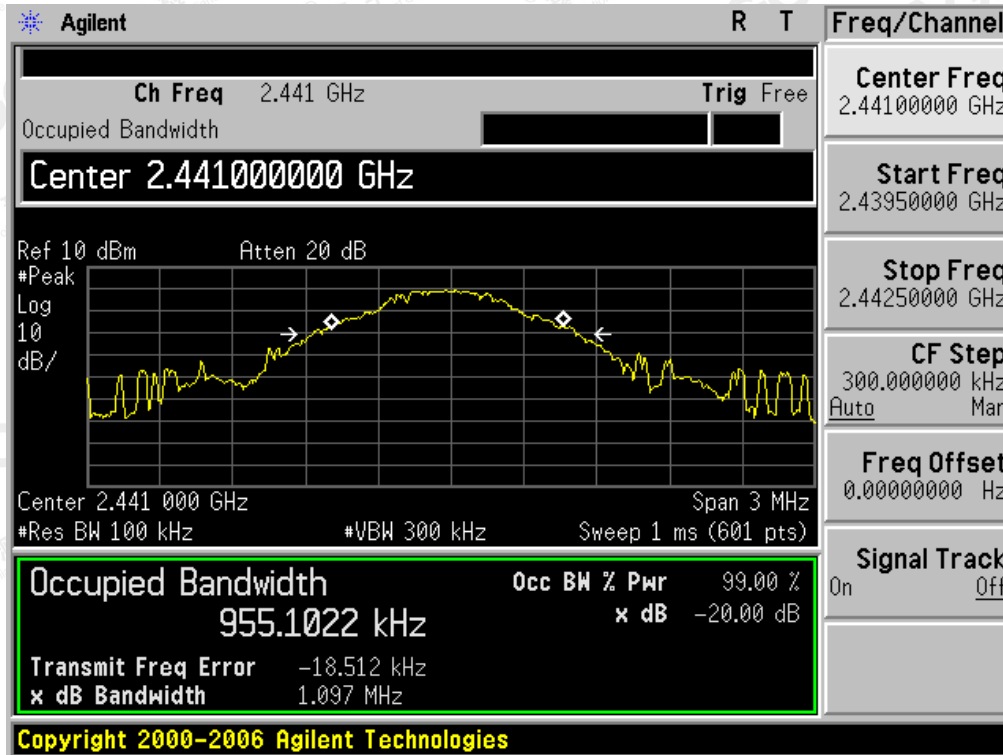 Agilent R T Freq/Channel
Ch Freq 2.441 GHz Trig Free
Occupied Bandwidth
Center 2.441000000 GHz
Ref 10 dBm Atten 20 dB
#Peak
Log
10
dB/
Center 2.441 000 GHz Span 3 MHz
#Res BW 100 kHz #VBW 300 kHz Sweep 1 ms (601 pts)
Occupied Bandwidth Occ BW % Pwr 99.00 %
955.1022 kHz x dB -20.00 dB
Transmit Freq Error -18.512 kHz
x dB Bandwidth 1.097 MHz
Copyright 2000-2006 Agilent Technologies
Center Freq
2.44100000 GHz
Start Freq
2.43950000 GHz
Stop Freq
2.44250000 GHz
CF Step
300.000000 kHz
Auto Man
Freq Offset
0.00000000 Hz
Signal Track
On Off